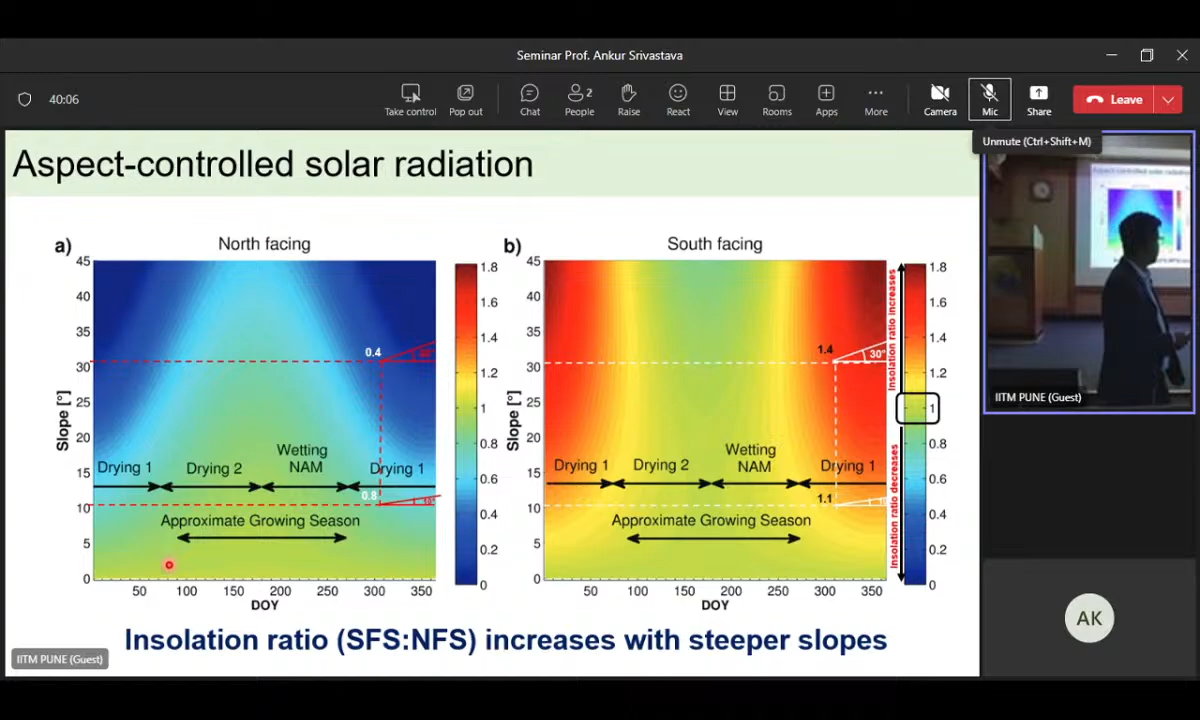 Seminar Prof. Ankur Srivastava
40:06
Take control
Pop out
Chat
2
People
Raise
React
View
Rooms
Apps
More
Camera
Mic
Share
Leave
Unmute (Ctrl+Shift+M)
Aspect-controlled solar radiation
a)
North facing
45
40
35
30
25
20
15
10
5
0
Slope [°]
0.4
Drying 1
Drying 2
Wetting
NAM
Drying 1
0.8
Approximate Growing Season
50
100
150
200
250
300
350
DOY
1.8
1.6
1.4
1.2
1
0.8
0.6
0.4
0.2
0
b)
South facing
45
40
35
30
25
20
15
10
5
0
Slope [°]
1.4
30°
Drying 1
Drying 2
Wetting
NAM
Drying 1
1.1
Approximate Growing Season
50
100
150
200
250
300
350
DOY
Insolation ratio increases
Insolation ratio decreases
1.8
1.6
1.4
1.2
1
0.8
0.6
0.4
0.2
0
Insolation ratio (SFS:NFS) increases with steeper slopes
IITM PUNE (Guest)
Aspect-controlled solar radiation
IITM PUNE (Guest)
AK